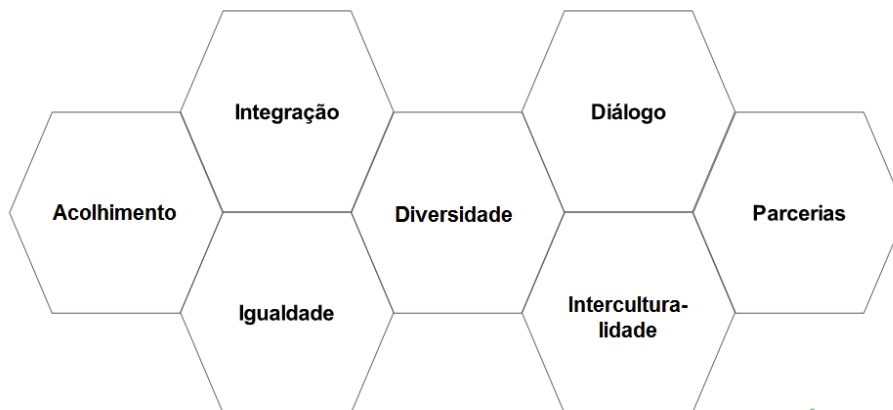 Integração
Diálogo
Acolhimento
Diversidade
Parcerias
Igualdade
Intercultura-
lidade